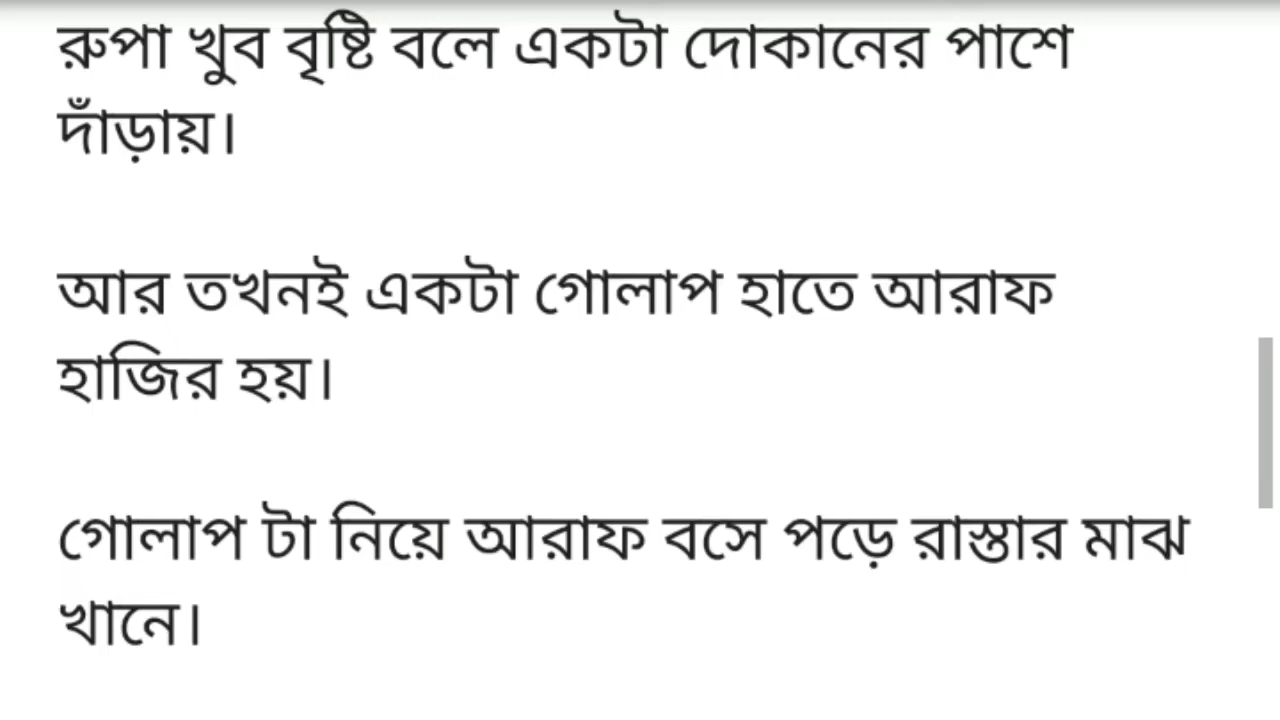 রুপা খুব বৃষ্টি বলে একটা দোকানের পাশে
দাঁড়ায়।
আর তখনই একটা গোলাপ হাতে আরাফ
হাজির হয়।
গোলাপ টা নিয়ে আরাফ বসে পড়ে রাস্তার মাঝ
খানে।